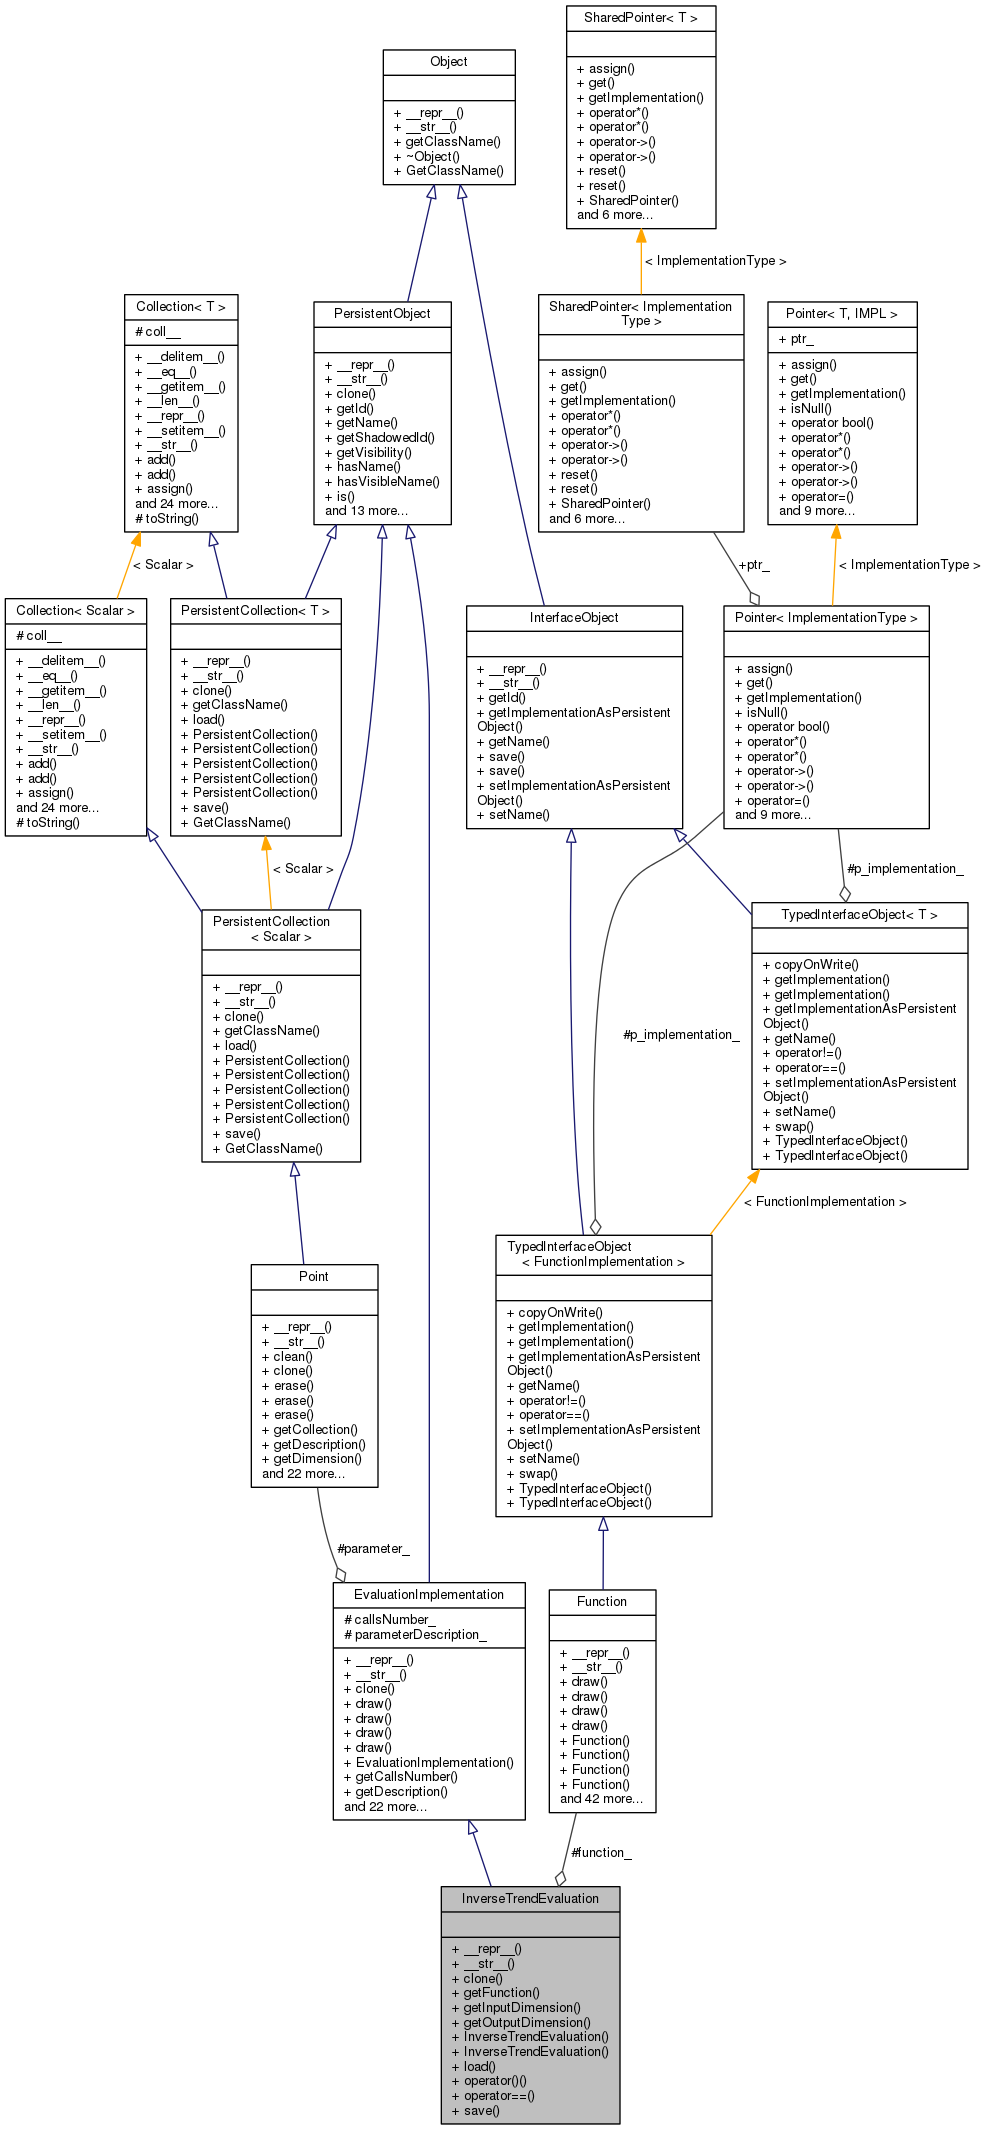 SharedPointer< T >
+ assign()
+ get()
+ getImplementation()
+ operator*()
+ operator*()
+ operator->()
+ operator->()
+ reset()
+ reset()
+ SharedPointer()
and 6 more...
Object
+ __repr__()
+ __str__()
+ getClassName()
+ ~Object()
+ GetClassName()
< ImplementationType >
Collection< T >
# coll__
+ __delitem__()
+ __eq__()
+ __getitem__()
+ __len__()
+ __repr__()
+ __setitem__()
+ __str__()
+ add()
+ add()
+ assign()
and 24 more...
# toString()
PersistentObject
+ __repr__()
+ __str__()
+ clone()
+ getId()
+ getName()
+ getShadowedId()
+ getVisibility()
+ hasName()
+ hasVisibleName()
+ is()
and 13 more...
SharedPointer< Implementation
Type >
+ assign()
+ get()
+ getImplementation()
+ operator*()
+ operator*()
+ operator->()
+ operator->()
+ reset()
+ reset()
+ SharedPointer()
and 6 more...
Pointer< T, IMPL >
+ ptr_
+ assign()
+ get()
+ getImplementation()
+ isNull()
+ operator bool()
+ operator*()
+ operator*()
+ operator->()
+ operator->()
+ operator=()
and 9 more...
< Scalar >
+ptr_
< ImplementationType >
Collection< Scalar >
# coll__
+ __delitem__()
+ __eq__()
+ __getitem__()
+ __len__()
+ __repr__()
+ __setitem__()
+ __str__()
+ add()
+ add()
+ assign()
and 24 more...
# toString()
PersistentCollection< T >
+ __repr__()
+ __str__()
+ clone()
+ getClassName()
+ load()
+ PersistentCollection()
+ PersistentCollection()
+ PersistentCollection()
+ PersistentCollection()
+ PersistentCollection()
+ save()
+ GetClassName()
InterfaceObject
+ __repr__()
+ __str__()
+ getId()
+ getImplementationAsPersistent
Object()
+ getName()
+ save()
+ save()
+ setImplementationAsPersistent
Object()
+ setName()
Pointer< ImplementationType >
+ assign()
+ get()
+ getImplementation()
+ isNull()
+ operator bool()
+ operator*()
+ operator*()
+ operator->()
+ operator->()
+ operator=()
and 9 more...
< Scalar >
#p_implementation_
PersistentCollection
< Scalar >
+ __repr__()
+ __str__()
+ clone()
+ getClassName()
+ load()
+ PersistentCollection()
+ PersistentCollection()
+ PersistentCollection()
+ PersistentCollection()
+ PersistentCollection()
+ save()
+ GetClassName()
#p_implementation_
TypedInterfaceObject< T >
+ copyOnWrite()
+ getImplementation()
+ getImplementation()
+ getImplementationAsPersistent
Object()
+ getName()
+ operator!=()
+ operator==()
+ setImplementationAsPersistent
Object()
+ setName()
+ swap()
+ TypedInterfaceObject()
+ TypedInterfaceObject()
< FunctionImplementation >
Point
+ __repr__()
+ __str__()
+ clean()
+ clone()
+ erase()
+ erase()
+ erase()
+ getCollection()
+ getDescription()
+ getDimension()
and 22 more...
TypedInterfaceObject
< FunctionImplementation >
+ copyOnWrite()
+ getImplementation()
+ getImplementation()
+ getImplementationAsPersistent
Object()
+ getName()
+ operator!=()
+ operator==()
+ setImplementationAsPersistent
Object()
+ setName()
+ swap()
+ TypedInterfaceObject()
+ TypedInterfaceObject()
#parameter_
EvaluationImplementation
# callsNumber_
# parameterDescription_
+ __repr__()
+ __str__()
+ clone()
+ draw()
+ draw()
+ draw()
+ draw()
+ EvaluationImplementation()
+ getCallsNumber()
+ getDescription()
and 22 more...
Function
+ __repr__()
+ __str__()
+ draw()
+ draw()
+ draw()
+ draw()
+ Function()
+ Function()
+ Function()
+ Function()
and 42 more...
#function_
InverseTrendEvaluation
+ __repr__()
+ __str__()
+ clone()
+ getFunction()
+ getInputDimension()
+ getOutputDimension()
+ InverseTrendEvaluation()
+ InverseTrendEvaluation()
+ load()
+ operator()()
+ operator==()
+ save()